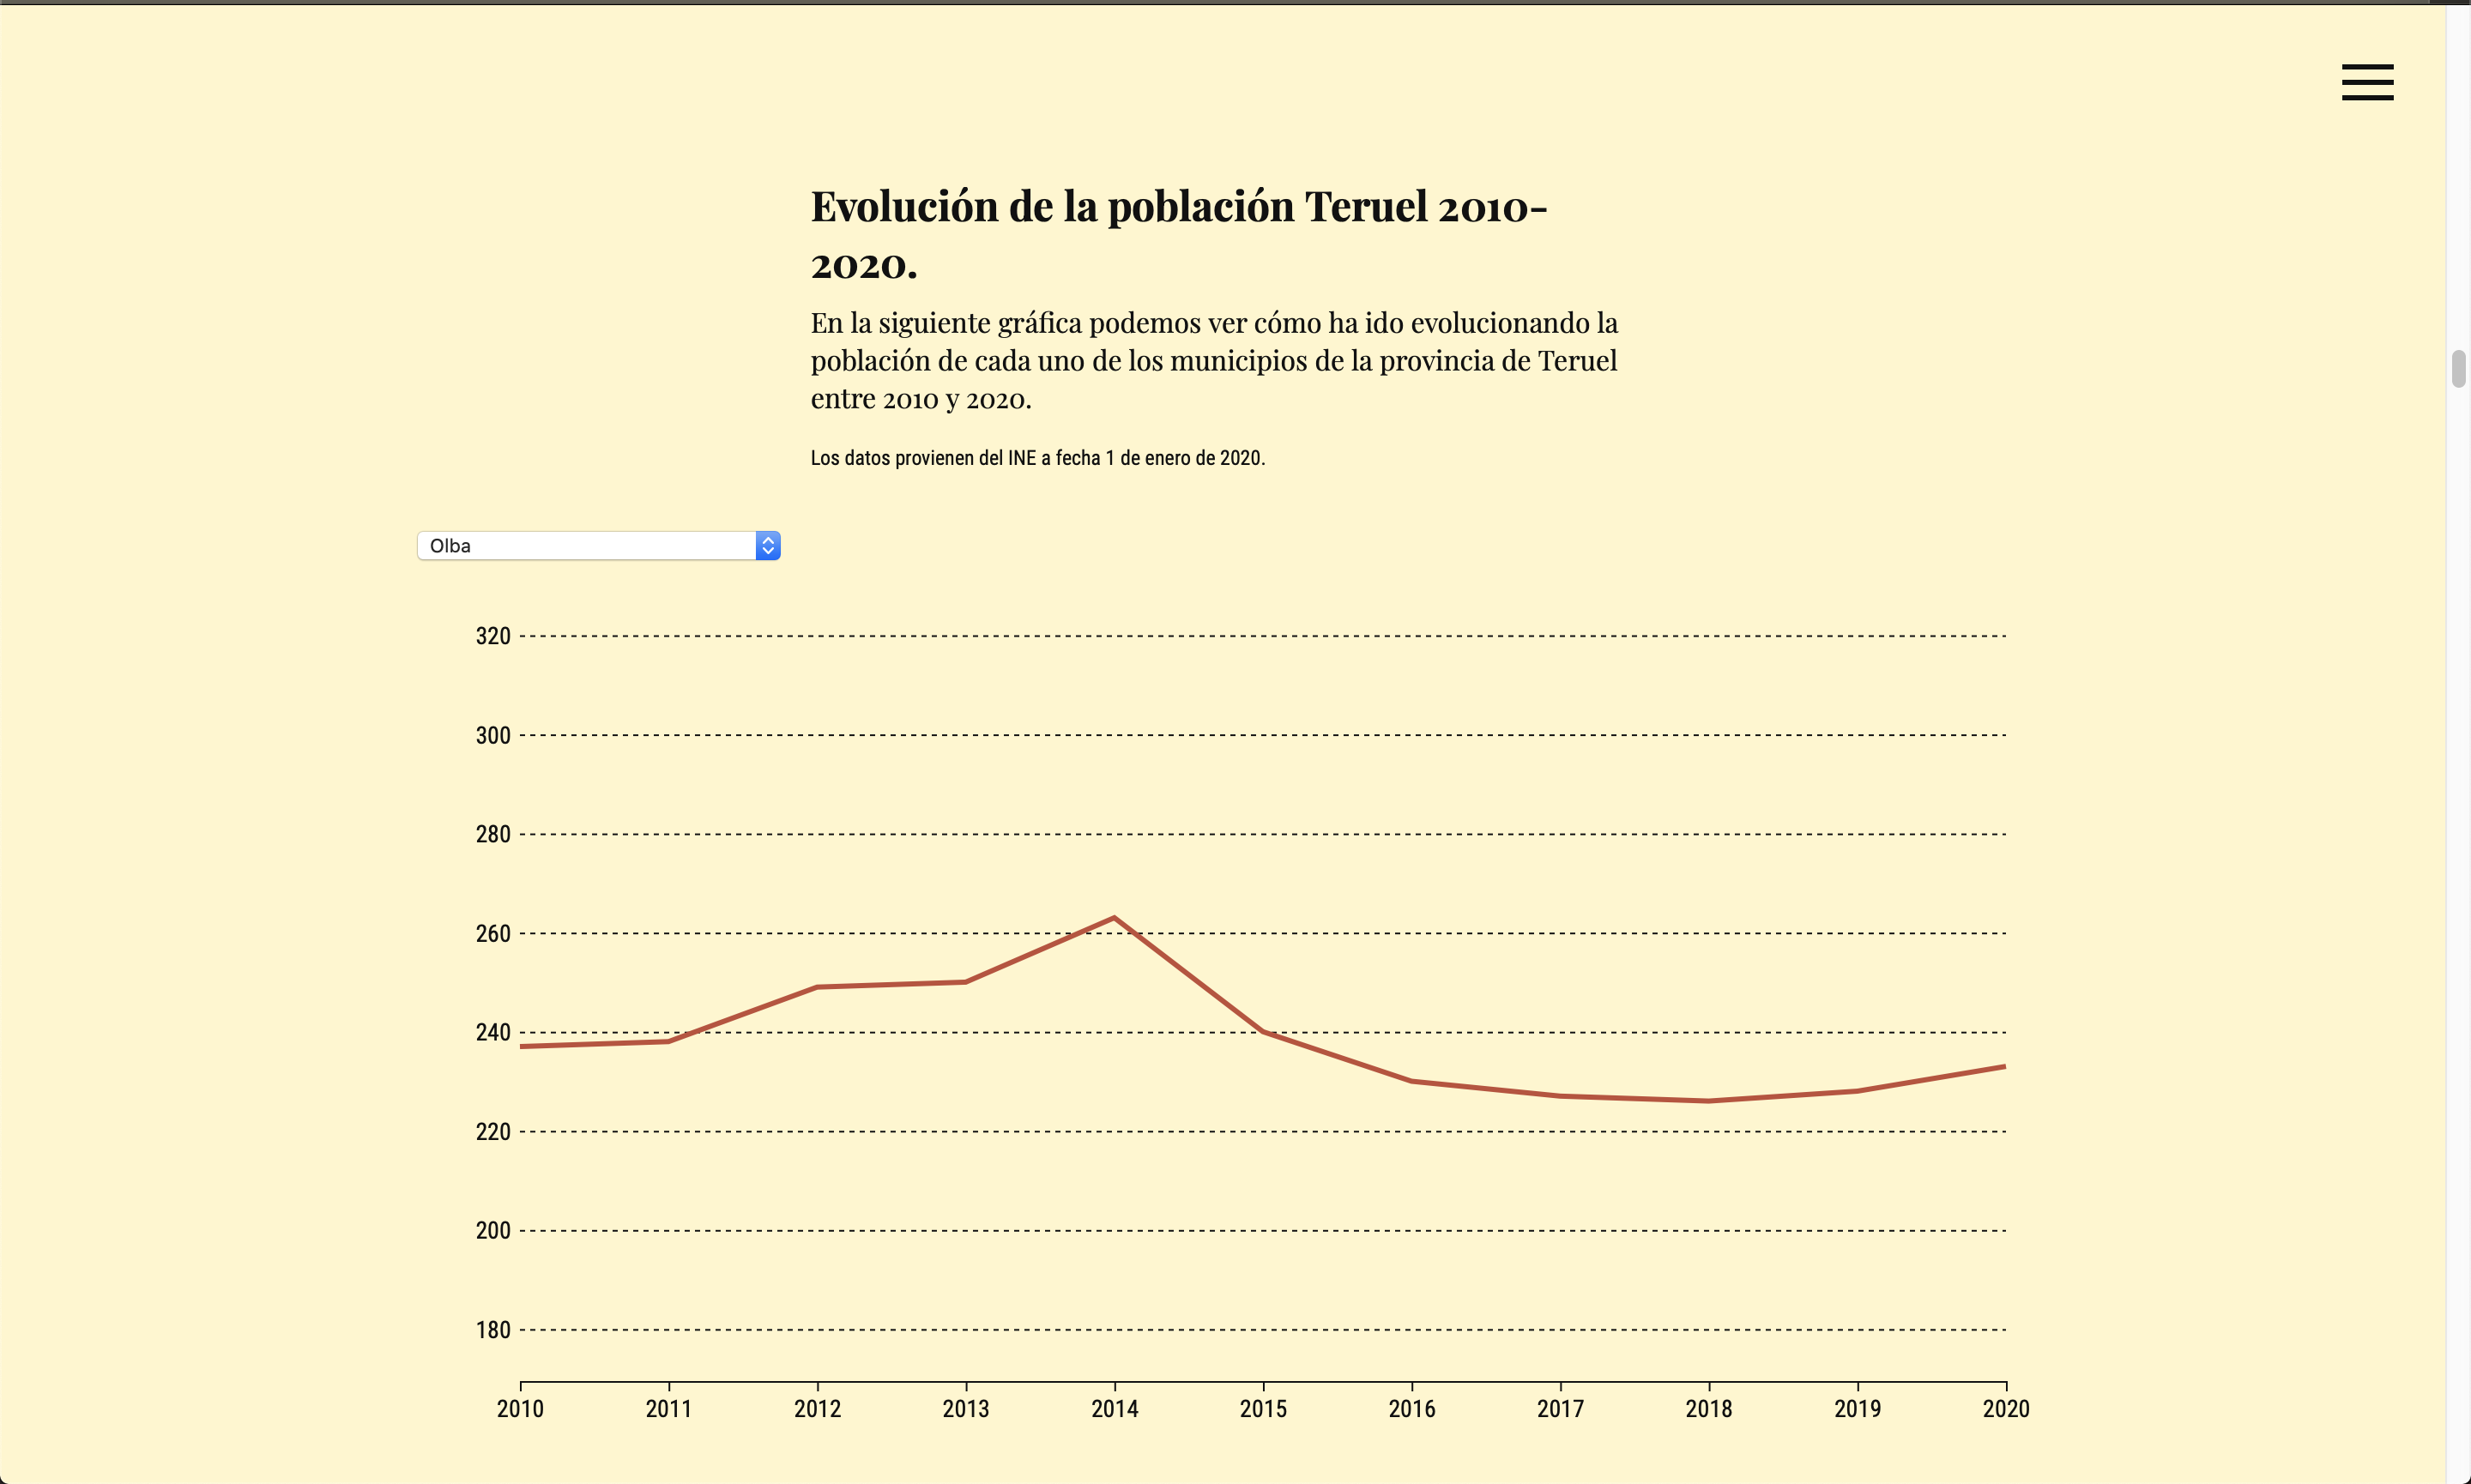 Evolución de la población Teruel 2010-
2020.
En la siguiente gráfica podemos ver cómo ha ido evolucionando la
población de cada uno de los municipios de la provincia de Teruel
entre 2010 y 2020.
Los datos provienen del INE a fecha 1 de enero de 2020.
Olba
320
300
280
260
240
220
200
180
2010 2011 2012 2013 2014 2015 2016 2017 2018 2019 2020